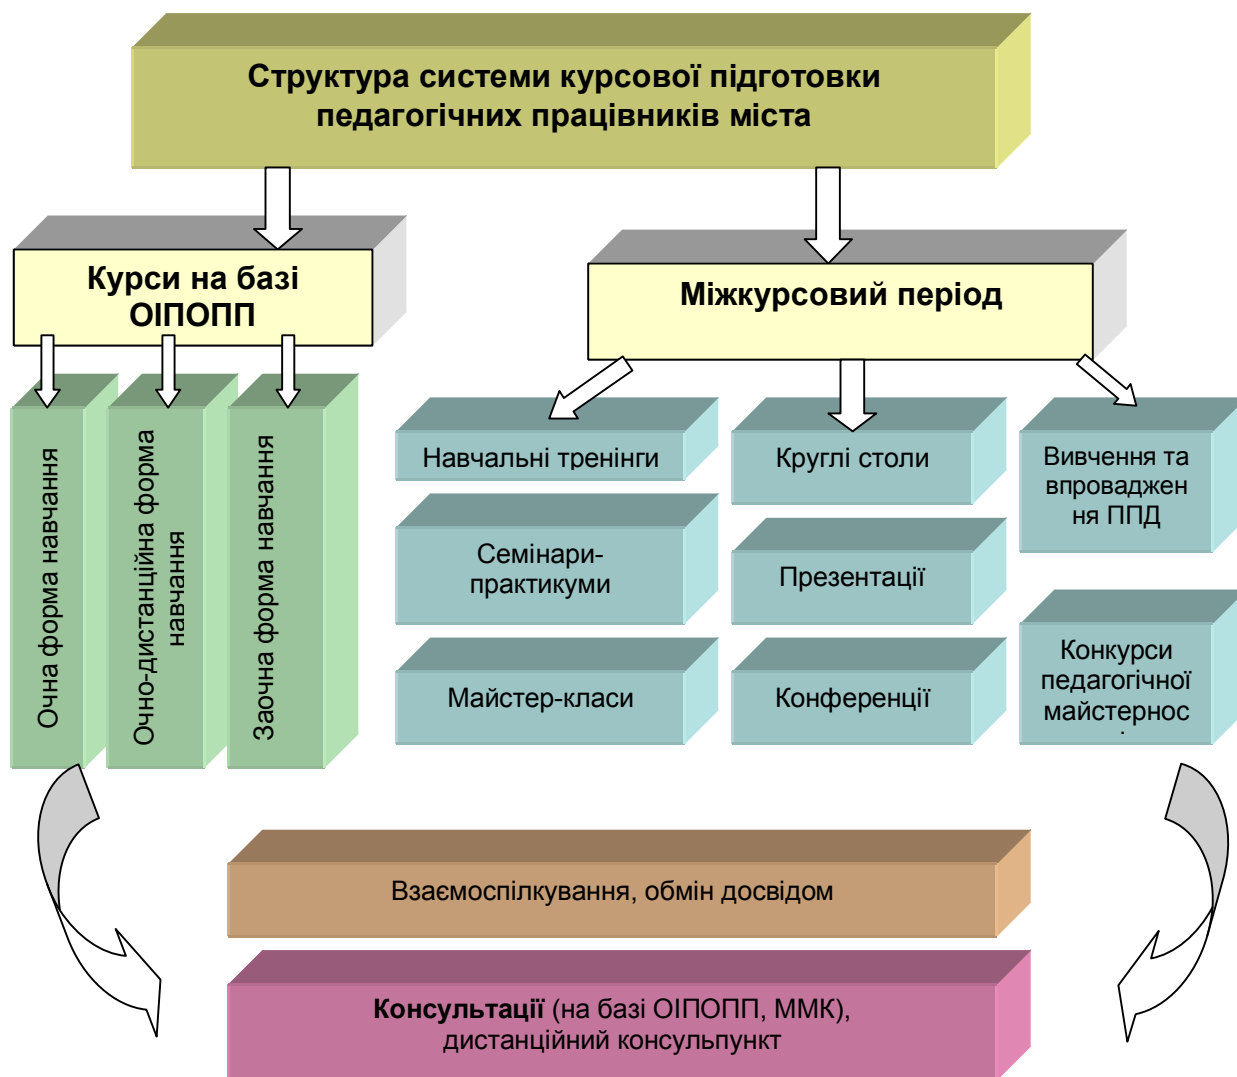 Структура системи курсової підготовки
педагогічних працівників міста
Курси на базі
ОІПОПП
Міжкурсовий період
Очна форма навчання
Очно-дистанційна форма
навчання
Заочна форма навчання
Навчальні тренінги
Круглі столи
Вивчення та
впроваджен
ня ППД
Семінари-
практикуми
Презентації
Майстер-класи
Конференції
Конкурси
педагогічної
майстернос
Взаємоспілкування, обмін досвідом
Консультації (на базі ОІПОПП, ММК),
дистанційний консульпункт